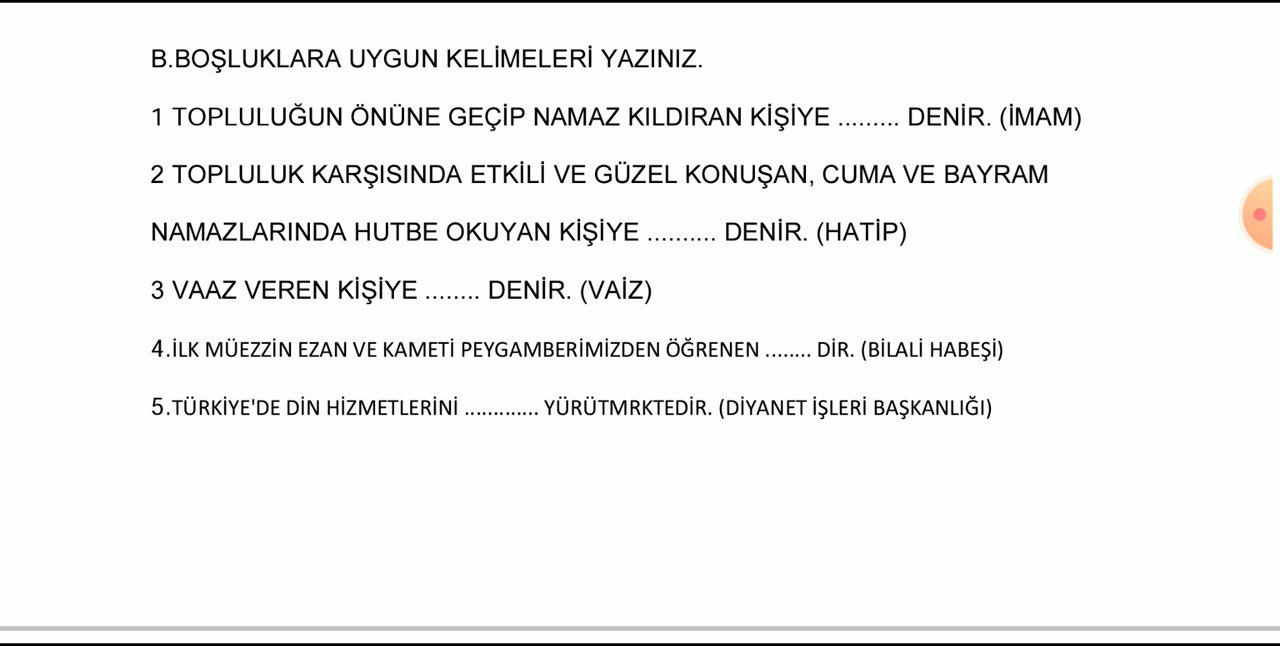 B.BOŞLUKLARA UYGUN KELİMELERİ YAZINIZ.
1 TOPLULUĞUN ÖNÜNE GEÇİP NAMAZ KILDIRAN KİŞİYE ......... DENİR. (İMAM)
2 TOPLULUK KARŞISINDA ETKİLİ VE GÜZEL KONUŞAN, CUMA VE BAYRAM
NAMAZLARINDA HUTBE OKUYAN KİŞİYE .......... DENİR. (HATİP)
3 VAAZ VEREN KİŞİYE ........ DENİR. (VAİZ)
4.İLK MÜEZZİN EZAN VE KAMETİ PEYGAMBERİMİZDEN ÖĞRENEN ........ DİR. (BİLALİ HABEŞİ)
5.TÜRKİYE'DE DİN HİZMETLERİNİ ............. YÜRÜTMRKTEDİR. (DİYANET İŞLERİ BAŞKANLIĞI)